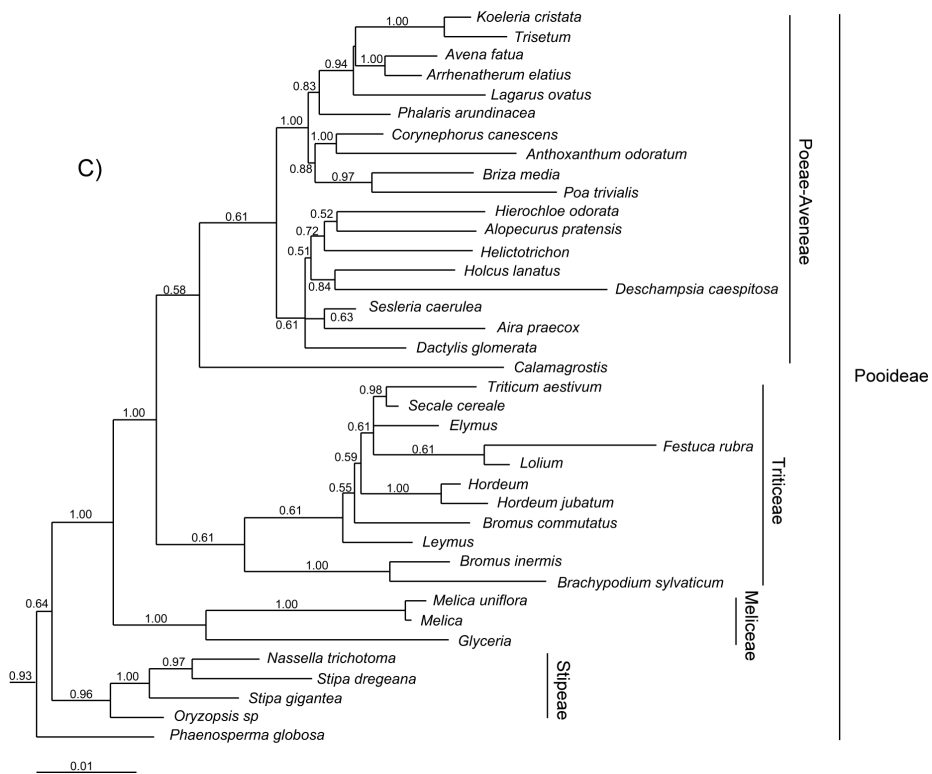 1.00
Koeleria cristata
Trisetum
0.94
1.00
Avena fatua
Arrhenatherum elatius
0.83
Lagarus ovatus
1.00
Phalaris arundinacea
C)
1.00
Corynephorus canescens
Anthoxanthum odoratum
0.88
0.97
Briza media
Poa trivialis
0.61
0.52
Hierochloe odorata
0.72
Alopecurus pratensis
0.51
Helictotrichon
Holcus lanatus
0.84
Deschampsia caespitosa
0.58
Sesleria caerulea
0.61
0.63
Aira praecox
Dactylis glomerata
Calamagrostis
Poeae-Aveneae
Pooideae
1.00
0.98
Triticum aestivum
Secale cereale
0.61
Elymus
0.61
Festuca rubra
0.59
Lolium
0.55
1.00
Hordeum
Hordeum jubatum
1.00
0.61
Bromus commutatus
0.61
Leymus
1.00
Bromus inermis
Brachypodium sylvaticum
Triticeae
0.64
1.00
1.00
Melica uniflora
Melica
Glyceria
Meliceae
0.93
0.97
Nassella trichotoma
1.00
Stipa dregeana
0.96
Stipa gigantea
Oryzopsis sp
Stipeae
Phaenosperma globosa
0.01